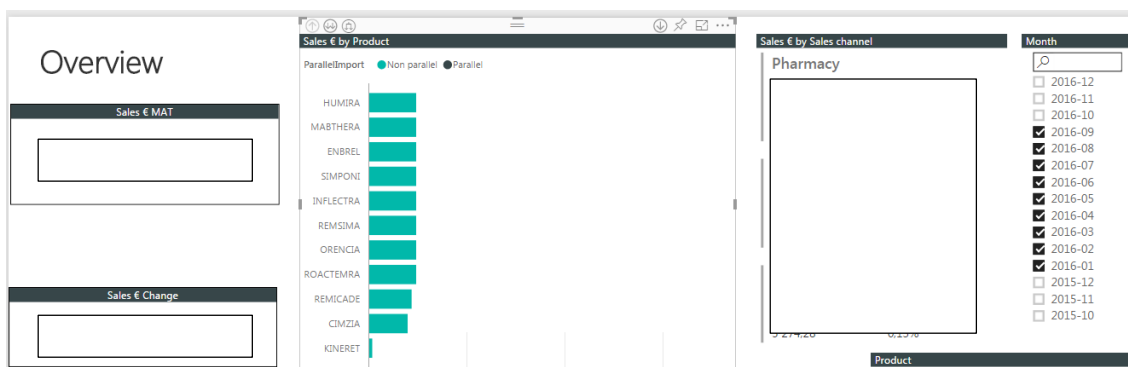 Overview
Sales € MAT
Sales € Change
Sales € by Product
ParallelImport Non parallel Parallel
HUMIRA
MABTHERA
ENBREL
SIMPONI
INFLECTRA
REMSIMA
ORENCIA
ROACTEMRA
REMICADE
CIMZIA
KINERET
Sales € by Sales channel
Pharmacy
Month
2016-12
2016-11
2016-10
2016-09
2016-08
2016-07
2016-06
2016-05
2016-04
2016-03
2016-02
2016-01
2015-12
2015-11
2015-10
Product